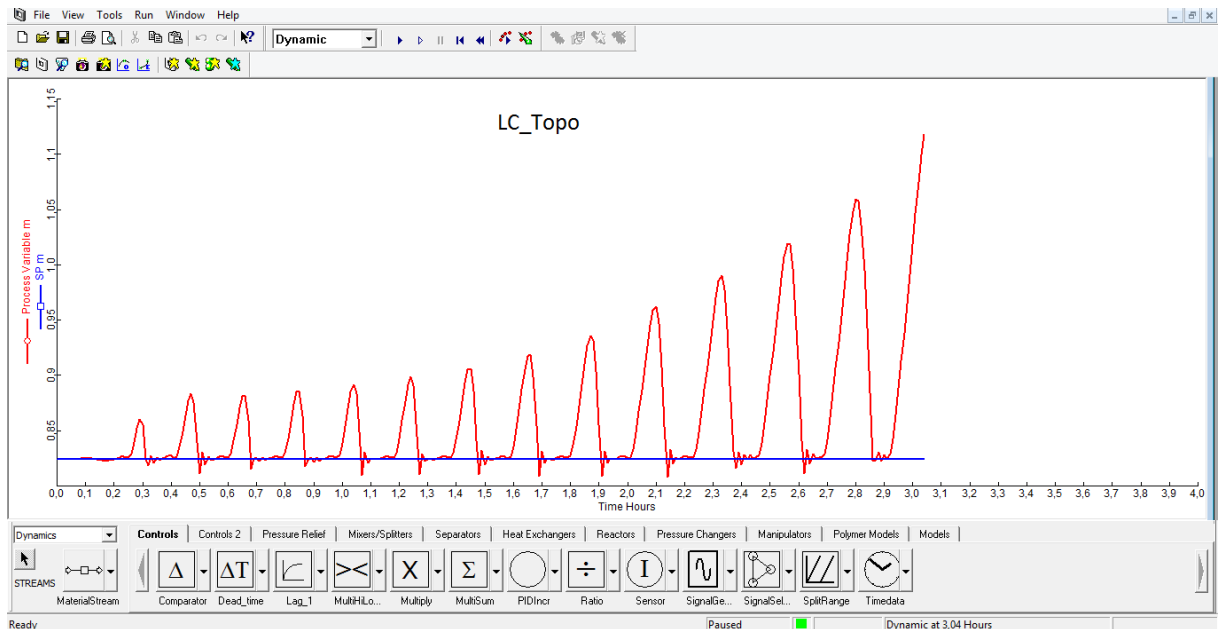 File View Tools Run Window Help
Dynamic
LC_Topo
1,15
1,1
1,05
1,0
0,95
0,9
0,85
Process Variable m
SP m
0,0 0,1 0,2 0,3 0,4 0,5 0,6 0,7 0,8 0,9 1,0 1,1 1,2 1,3 1,4 1,5 1,6 1,7 1,8 1,9 2,0 2,1 2,2 2,3 2,4 2,5 2,6 2,7 2,8 2,9 3,0 3,1 3,2 3,3 3,4 3,5 3,6 3,7 3,8 3,9 4,0
Time Hours
Dynamics
Controls Controls 2 Pressure Relief Mixers/Splitters Separators Heat Exchangers Reactors Pressure Changers Manipulators Polymer Models Models
Δ ΔT >< X Σ ÷ I
STREAMS
MaterialStream Comparator Dead_time Lag_1 MultiHiLo... Multiply MultiSum PIDIncr Ratio Sensor SignalGe... SignalSel... SplitRange Timedata
Ready Paused Dynamic at 3.04 Hours